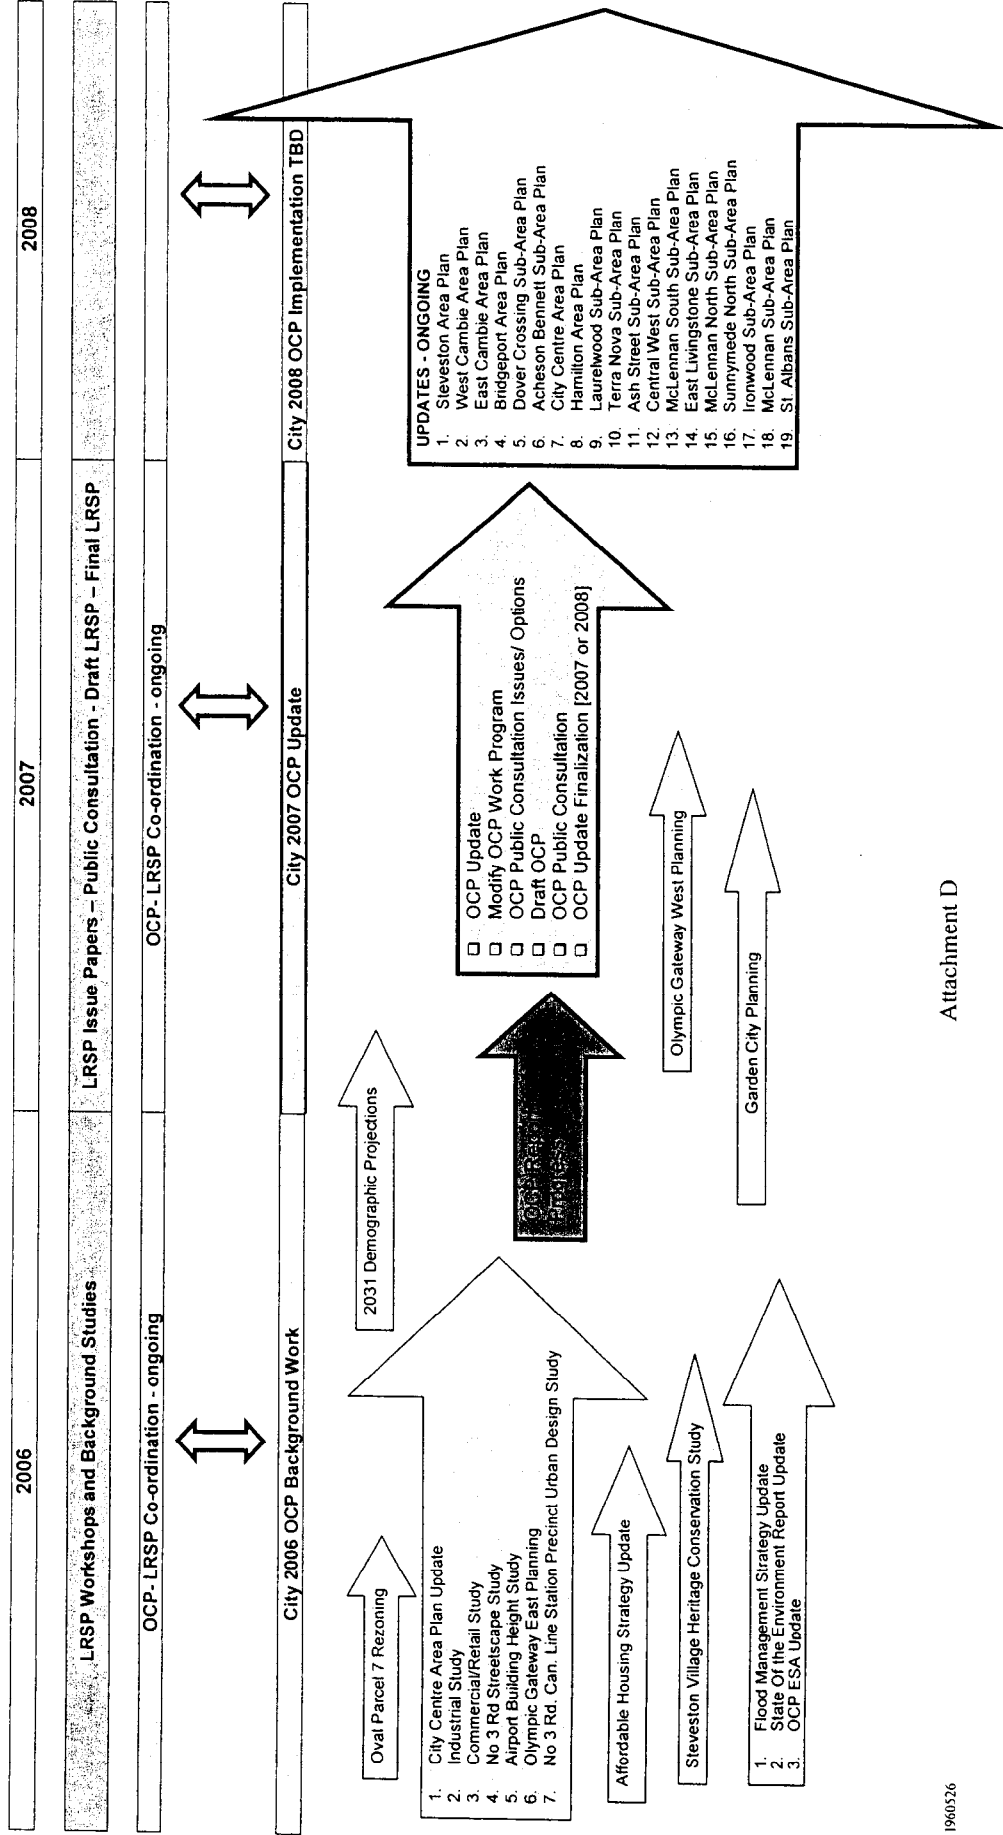 2006
2007
2008
LRSP Workshops and Background Studies
LRSP Issue Papers – Public Consultation - Draft LRSP – Final LRSP
OCP- LRSP Co-ordination - ongoing
OCP- LRSP Co-ordination - ongoing
City 2006 OCP Background Work
City 2007 OCP Update
City 2008 OCP Implementation TBD
Oval Parcel 7 Rezoning
2031 Demographic Projections
1. City Centre Area Plan Update
2. Industrial Study
3. Commercial/Retail Study
4. No 3 Rd Streetscape Study
5. Airport Building Height Study
6. Olympic Gateway East Planning
7. No 3 Rd. Can. Line Station Precinct Urban Design Study
OCP
Progress
❑ OCP Update
❑ Modify OCP Work Program
❑ OCP Public Consultation Issues/ Options
❑ Draft OCP
❑ OCP Public Consultation
❑ OCP Update Finalization [2007 or 2008]
UPDATES - ONGOING
1. Steveston Area Plan
2. West Cambie Area Plan
3. East Cambie Area Plan
4. Bridgeport Area Plan
5. Dover Crossing Sub-Area Plan
6. Acheson Bennett Sub-Area Plan
7. City Centre Area Plan
8. Hamilton Area Plan
9. Laurelwood Sub-Area Plan
10. Terra Nova Sub-Area Plan
11. Ash Street Sub-Area Plan
12. Central West Sub-Area Plan
13. McLennan South Sub-Area Plan
14. East Livingstone Sub-Area Plan
15. McLennan North Sub-Area Plan
16. Sunnymede North Sub-Area Plan
17. Ironwood Sub-Area Plan
18. McLennan Sub-Area Plan
19. St. Albans Sub-Area Plan
Affordable Housing Strategy Update
Steveston Village Heritage Conservation Study
Olympic Gateway West Planning
Garden City Planning
1. Flood Management Strategy Update
2. State Of the Environment Report Update
3. OCP ESA Update
Attachment D
1960526